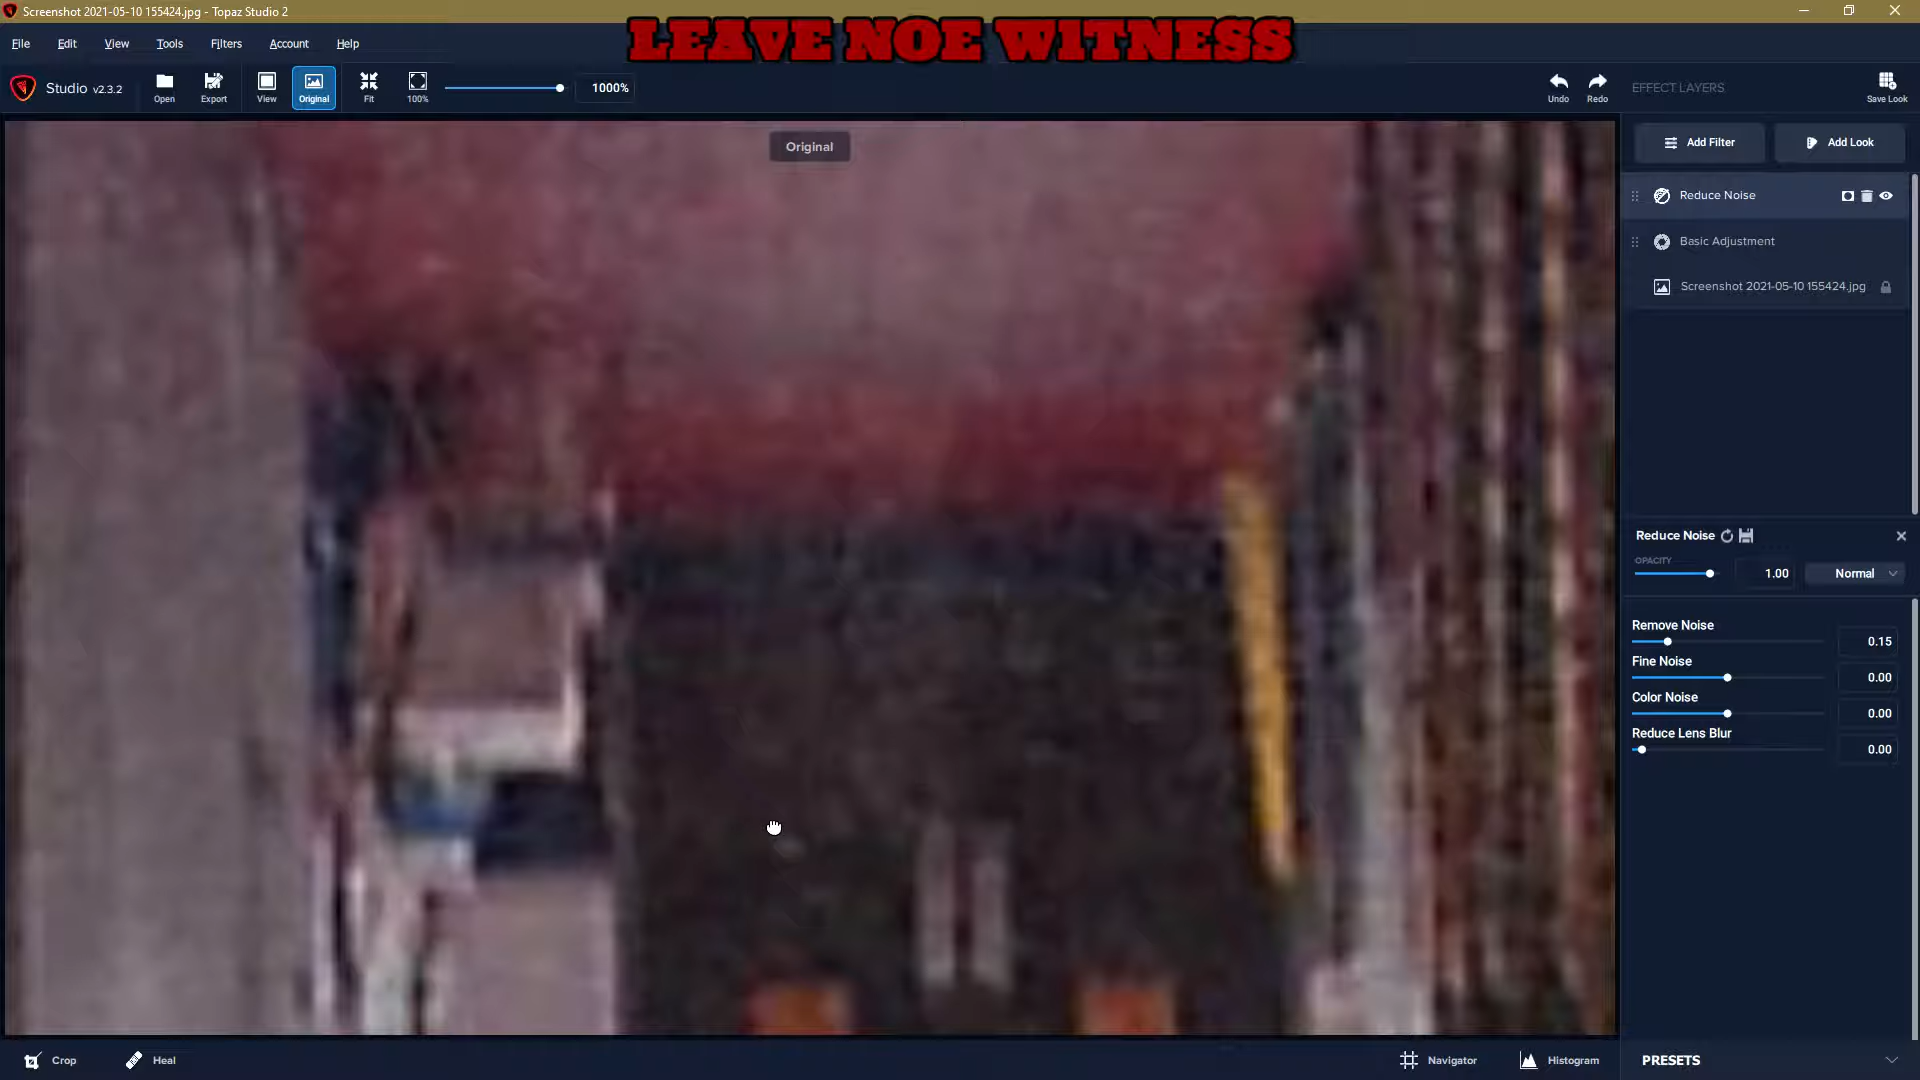 Screenshot 2021-05-10 155424.jpg - Topaz Studio 2
LEAVE NOE WITNESS
File Edit View Tools Filters Account Help
Studio v2.3.2 Open Export View Original Fit 100% 1000% Undo Redo EFFECT LAYERS Save Look
Original
Add Filter Add Look
Reduce Noise
Basic Adjustment
Screenshot 2021-05-10 155424.jpg
Reduce Noise
OPACITY
1.00 Normal
Remove Noise
0.15
Fine Noise
0.00
Color Noise
0.00
Reduce Lens Blur
0.00
Crop Heal Navigator Histogram PRESETS